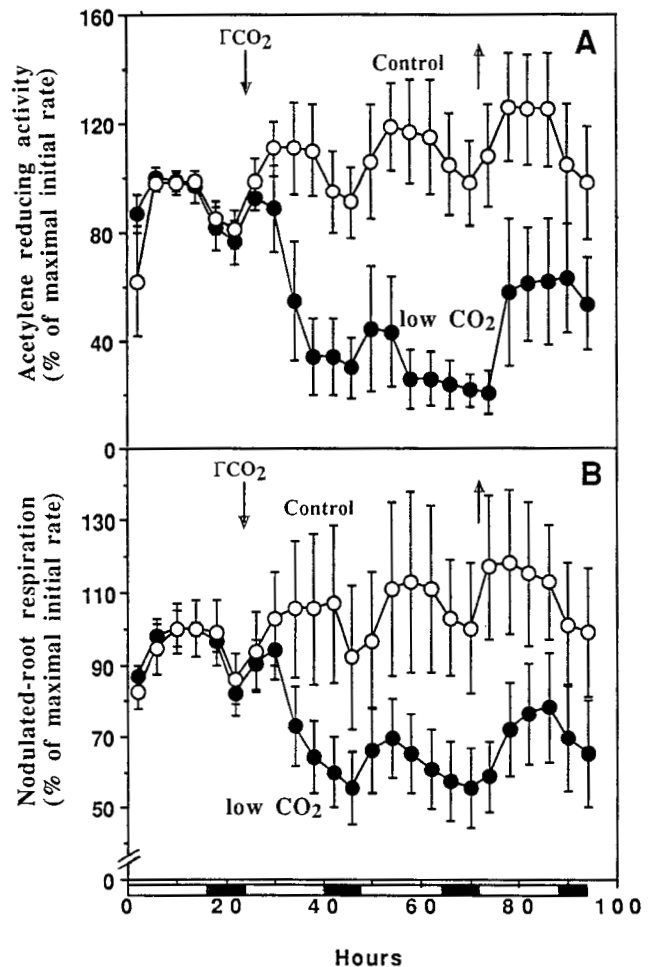 160
ΓCO2
A
Control
120
80
low CO2
40
0
Acetylene reducing activity
(% of maximal initial rate)
ΓCO2
B
Control
130
110
90
70
low CO2
50
0
Nodulated-root respiration
(% of maximal initial rate)
0 20 40 60 80 100
Hours